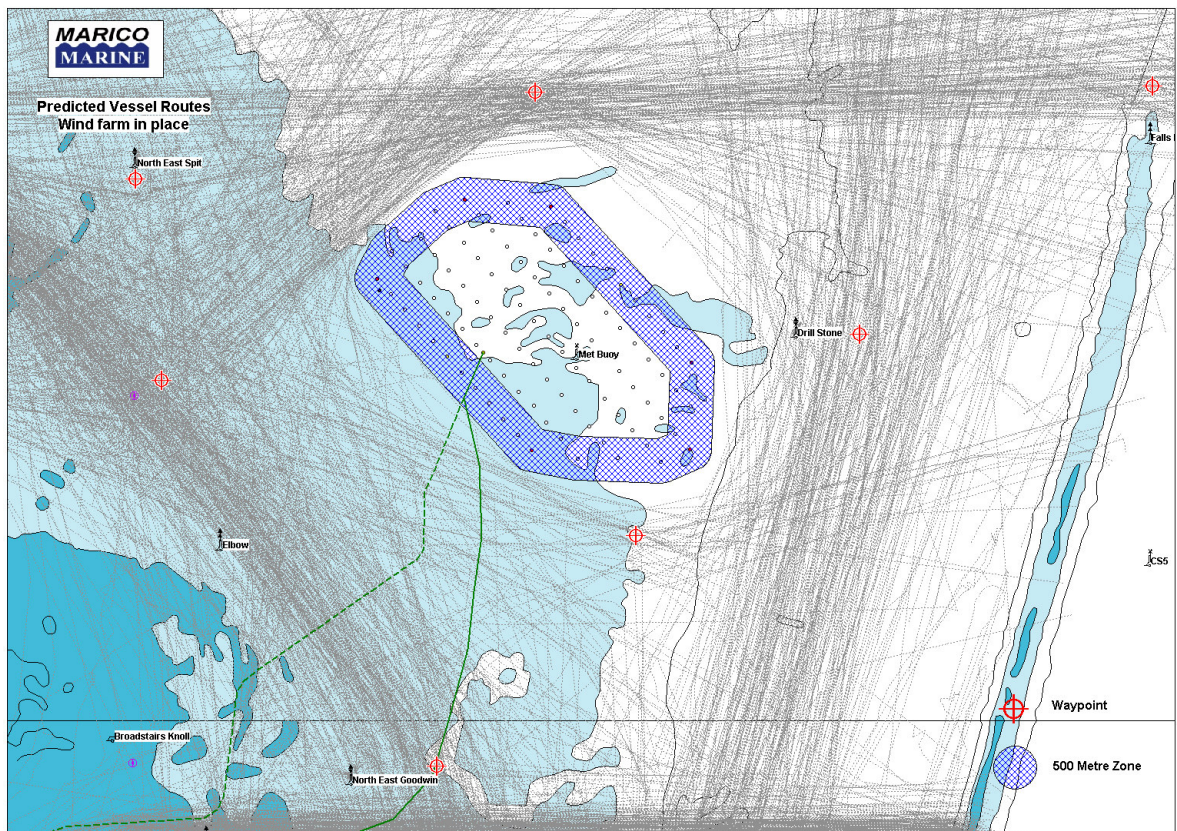 MARICO
MARINE
Predicted Vessel Routes
Wind farm in place
North East Spit
Falls
Drill Stone
Met Buoy
Elbow
CS5
Waypoint
Broadstairs Knoll
500 Metre Zone
North East Goodwin